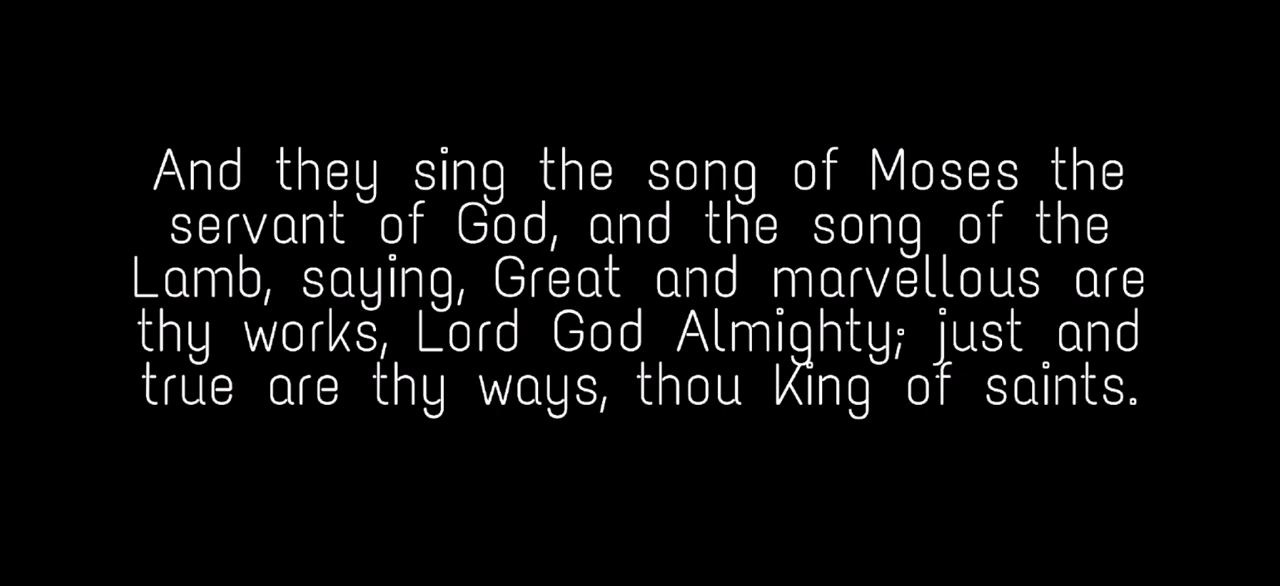 And they sing the song of Moses the
servant of God, and the song of the
Lamb, saying, Great and marvellous are
thy works, Lord God Almighty; just and
true are thy ways, thou King of saints.